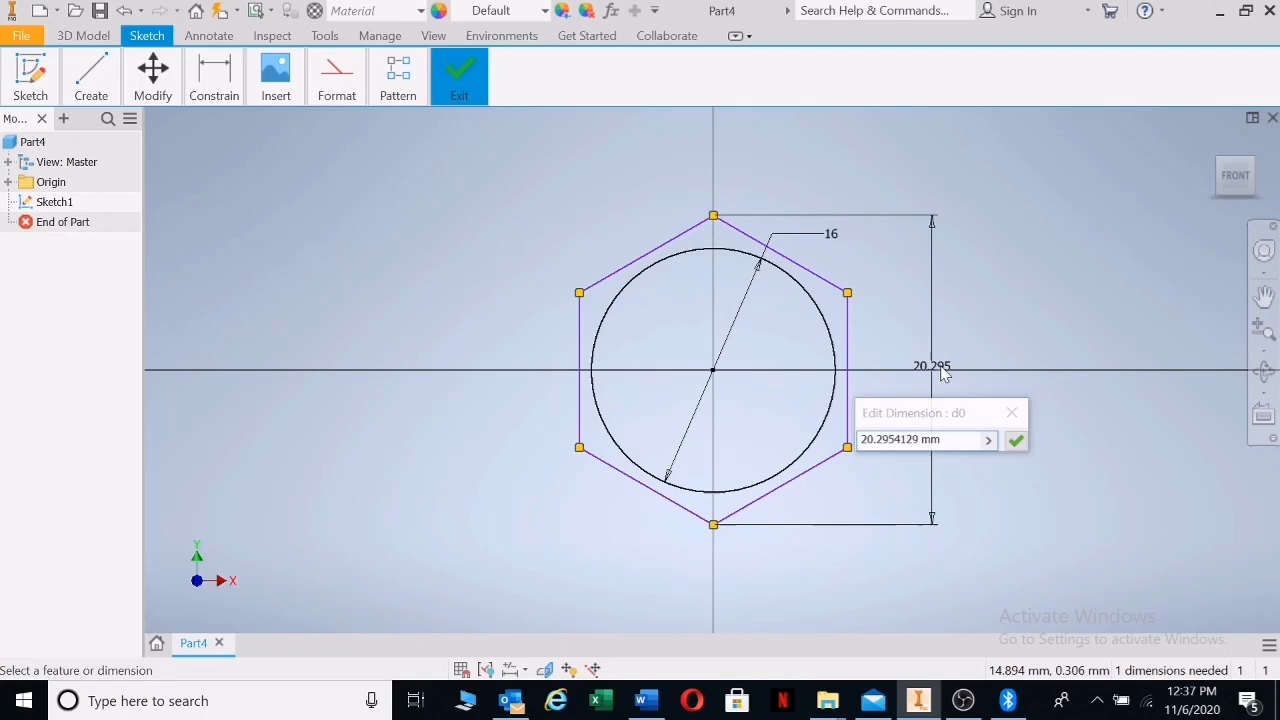 Material
Default
Part4
Search Help & Commands...
Sign In
File
3D Model
Sketch
Annotate
Inspect
Tools
Manage
View
Environments
Get Started
Collaborate
Sketch
Create
Modify
Constrain
Insert
Format
Pattern
Exit
Mo...
Part4
View: Master
Origin
Sketch1
End of Part
FRONT
16
20.295
Edit Dimension : d0
20.2954129 mm
Y
X
Activate Windows
Go to Settings to activate Windows.
Part4
Select a feature or dimension
14.894 mm, 0.306 mm
1 dimensions needed
1
1
Type here to search
12:37 PM
11/6/2020
5